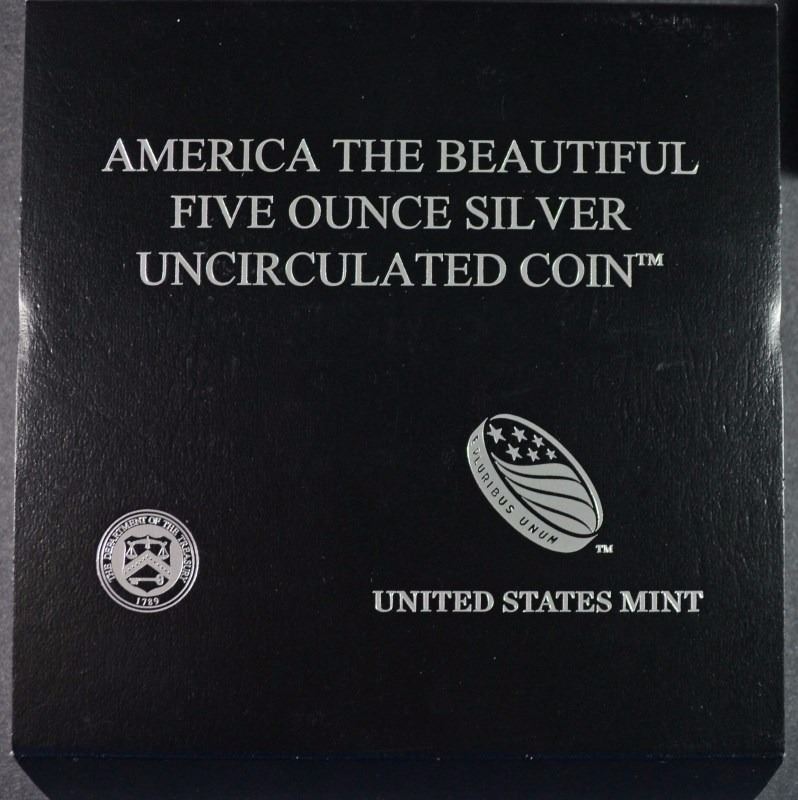 AMERICA THE BEAUTIFUL
FIVE OUNCE SILVER
UNCIRCULATED COIN™
E PLURIBUS UNUM
TM
THE DEPARTMENT OF THE TREASURY
1789
UNITED STATES MINT